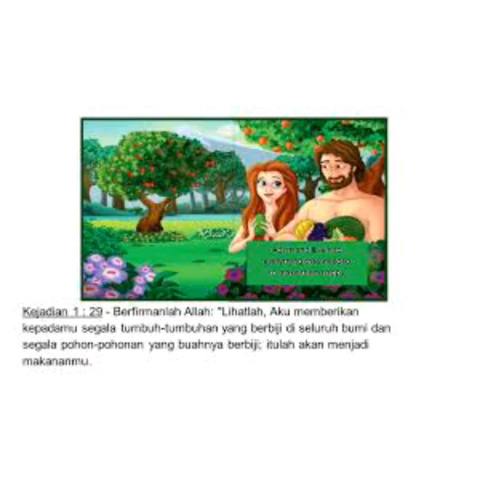 Kejadian 1 : 29 - Berfirmanlah Allah: "Lihatlah, Aku memberikan
kepadamu segala tumbuh-tumbuhan yang berbiji di seluruh bumi dan
segala pohon-pohonan yang buahnya berbiji; itulah akan menjadi
makananmu.